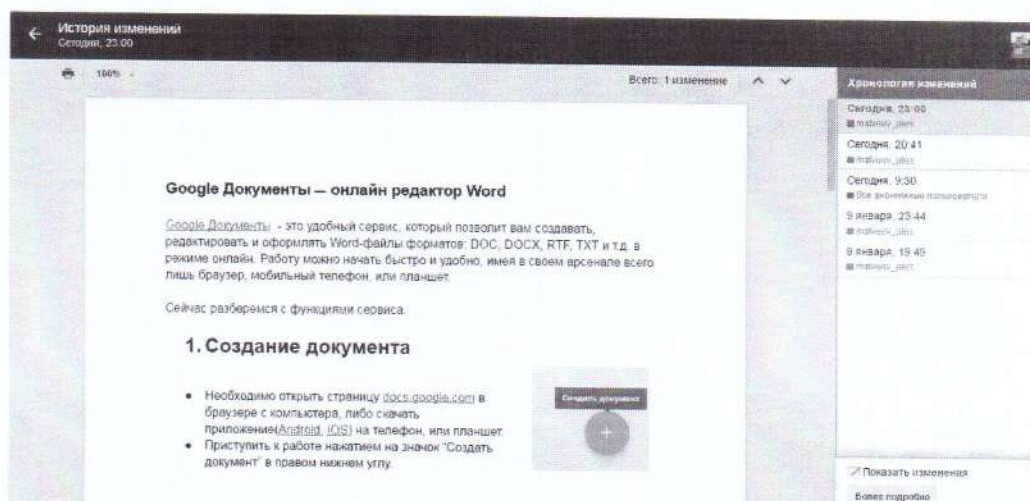 История изменений
Сегодня, 23:00
100%
Всего: 1 изменение
Хронология изменений
Сегодня, 23:00
Сегодня, 20:41
Сегодня, 9:30
Все анонимные пользователи
9 января, 23:44
9 января, 19:49
Google Документы — онлайн редактор Word
Google Документы - это удобный сервис, который позволит вам создавать,
редактировать и оформлять Word-файлы форматов: DOC, DOCX, RTF, TXT и т.д. в
режиме онлайн. Работу можно начать быстро и удобно, имея в своем арсенале всего
лишь браузер, мобильный телефон, или планшет.
Сейчас разберемся с функциями сервиса.
1. Создание документа
● Необходимо открыть страницу docs.google.com в
браузере с компьютера, либо скачать
приложение(Android, IOS) на телефон, или планшет.
● Приступить к работе нажатием на значок "Создать
документ" в правом нижнем углу.
Создать документ
Показать изменения
Более подробно